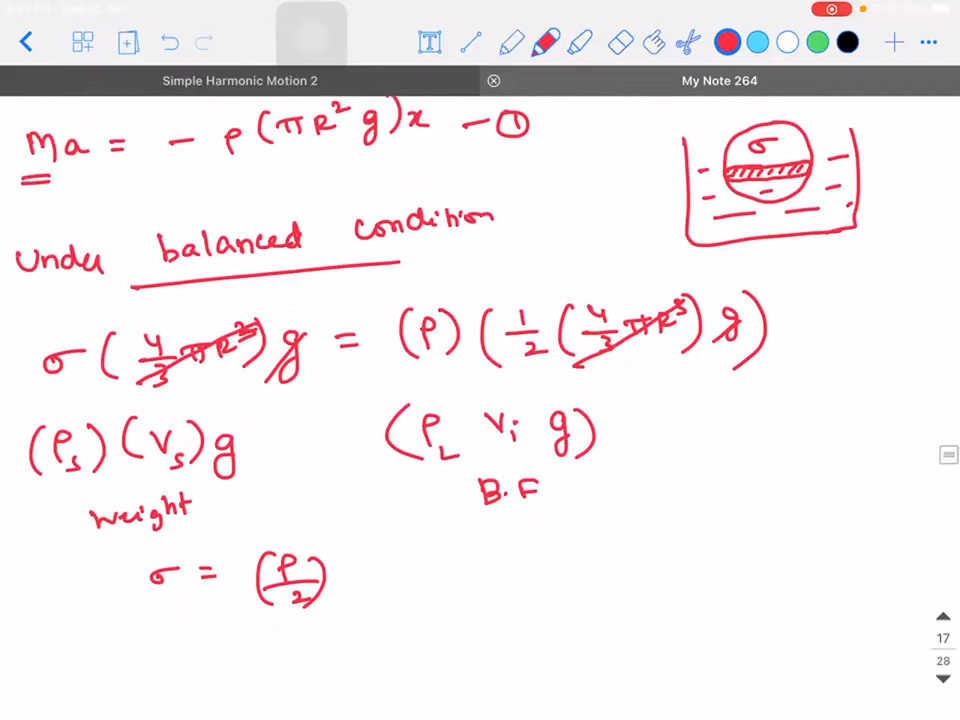 Simple Harmonic Motion 2
My Note 264
Ma = - ρ (πR² g) x - ①
σ
Under balanced condition
σ (4/3 πR³) g = (ρ) (1/2 (4/3 πR³) g)
(ρs) (Vs) g (ρL Vi g)
Weight B.F
σ = (ρ/2)
17
28